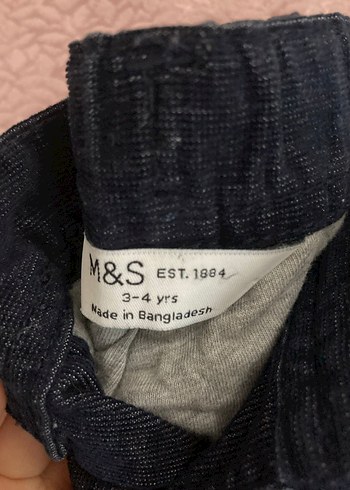 M&S EST. 1884
3-4 yrs
Made in Bangladesh